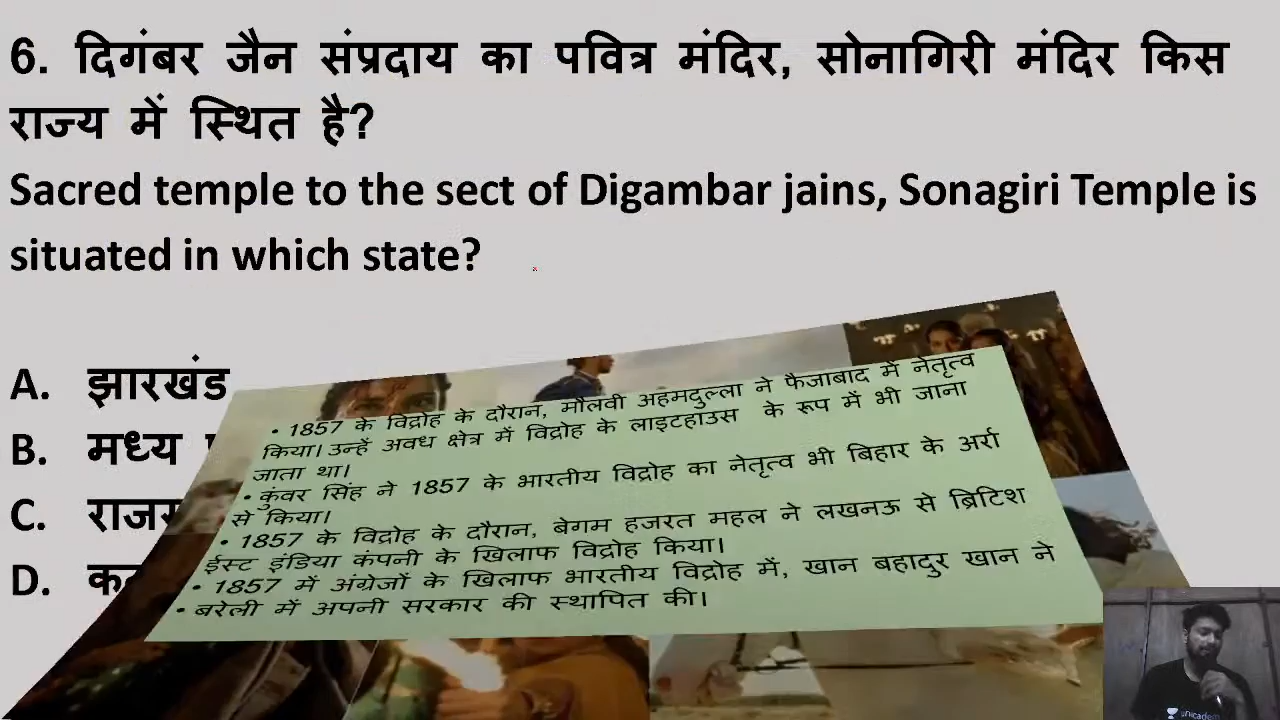 6. दिगंबर जैन संप्रदाय का पवित्र मंदिर, सोनागिरी मंदिर किस
राज्य में स्थित है?
Sacred temple to the sect of Digambar jains, Sonagiri Temple is
situated in which state?
A. झारखंड
B. मध्य
C.
D.
• 1857 के विद्रोह के दौरान, मौलवी अहमदुल्ला ने फैजाबाद में नेतृत्व
किया। उन्हें अवध क्षेत्र में विद्रोह के लाइटहाउस के रूप में भी जाना
जाता था।
• कुंवर सिंह ने 1857 के भारतीय विद्रोह का नेतृत्व भी बिहार के अर्रा
से किया।
• 1857 के विद्रोह के दौरान, बेगम हजरत महल ने लखनऊ से ब्रिटिश
ईस्ट इंडिया कंपनी के खिलाफ विद्रोह किया।
• 1857 में अंग्रेजों के खिलाफ भारतीय विद्रोह में, खान बहादुर खान ने
• बरेली में अपनी सरकार की स्थापित की।